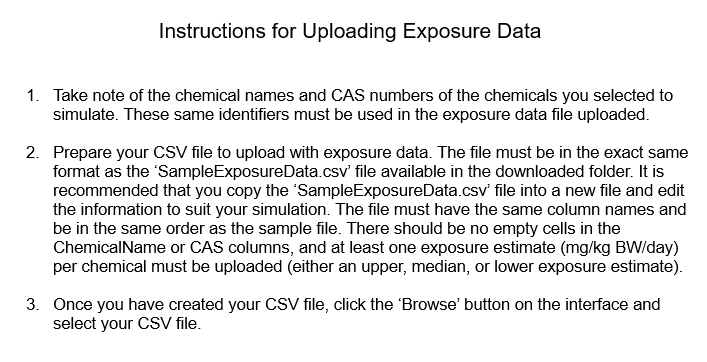 Instructions for Uploading Exposure Data
1. Take note of the chemical names and CAS numbers of the chemicals you selected to
simulate. These same identifiers must be used in the exposure data file uploaded.
2. Prepare your CSV file to upload with exposure data. The file must be in the exact same
format as the ‘SampleExposureData.csv’ file available in the downloaded folder. It is
recommended that you copy the ‘SampleExposureData.csv’ file into a new file and edit
the information to suit your simulation. The file must have the same column names and
be in the same order as the sample file. There should be no empty cells in the
ChemicalName or CAS columns, and at least one exposure estimate (mg/kg BW/day)
per chemical must be uploaded (either an upper, median, or lower exposure estimate).
3. Once you have created your CSV file, click the ‘Browse’ button on the interface and
select your CSV file.